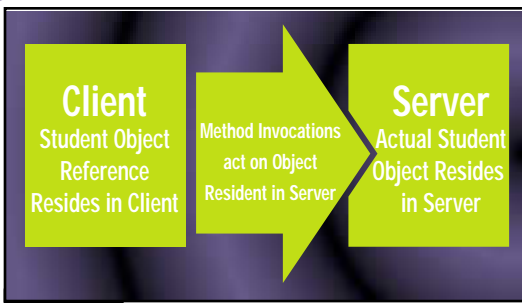 Client
Student Object
Reference
Resides in Client
Method Invocations
act on Object
Resident in Server
Server
Actual Student
Object Resides
in Server